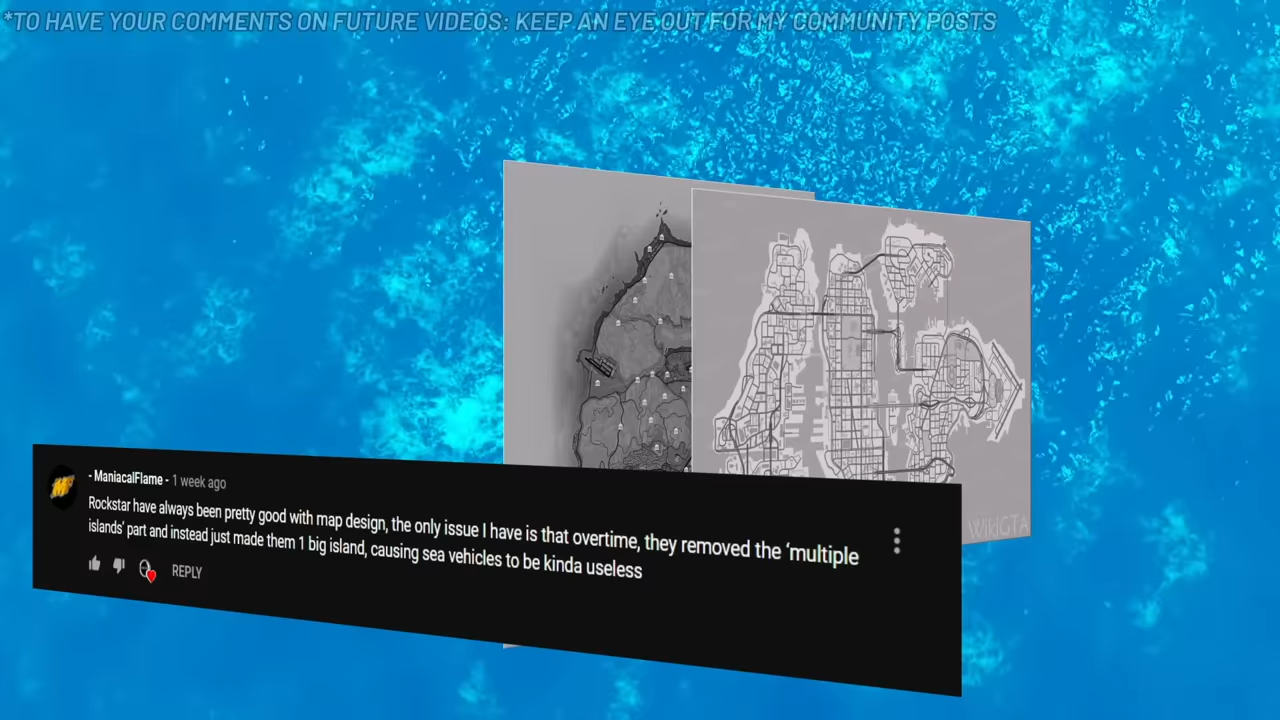 *TO HAVE YOUR COMMENTS ON FUTURE VIDEOS: KEEP AN EYE OUT FOR MY COMMUNITY POSTS
WikiGTA
- ManiacalFlame - 1 week ago
Rockstar have always been pretty good with map design, the only issue I have is that overtime, they removed the ‘multiple
islands’ part and instead just made them 1 big island, causing sea vehicles to be kinda useless
REPLY